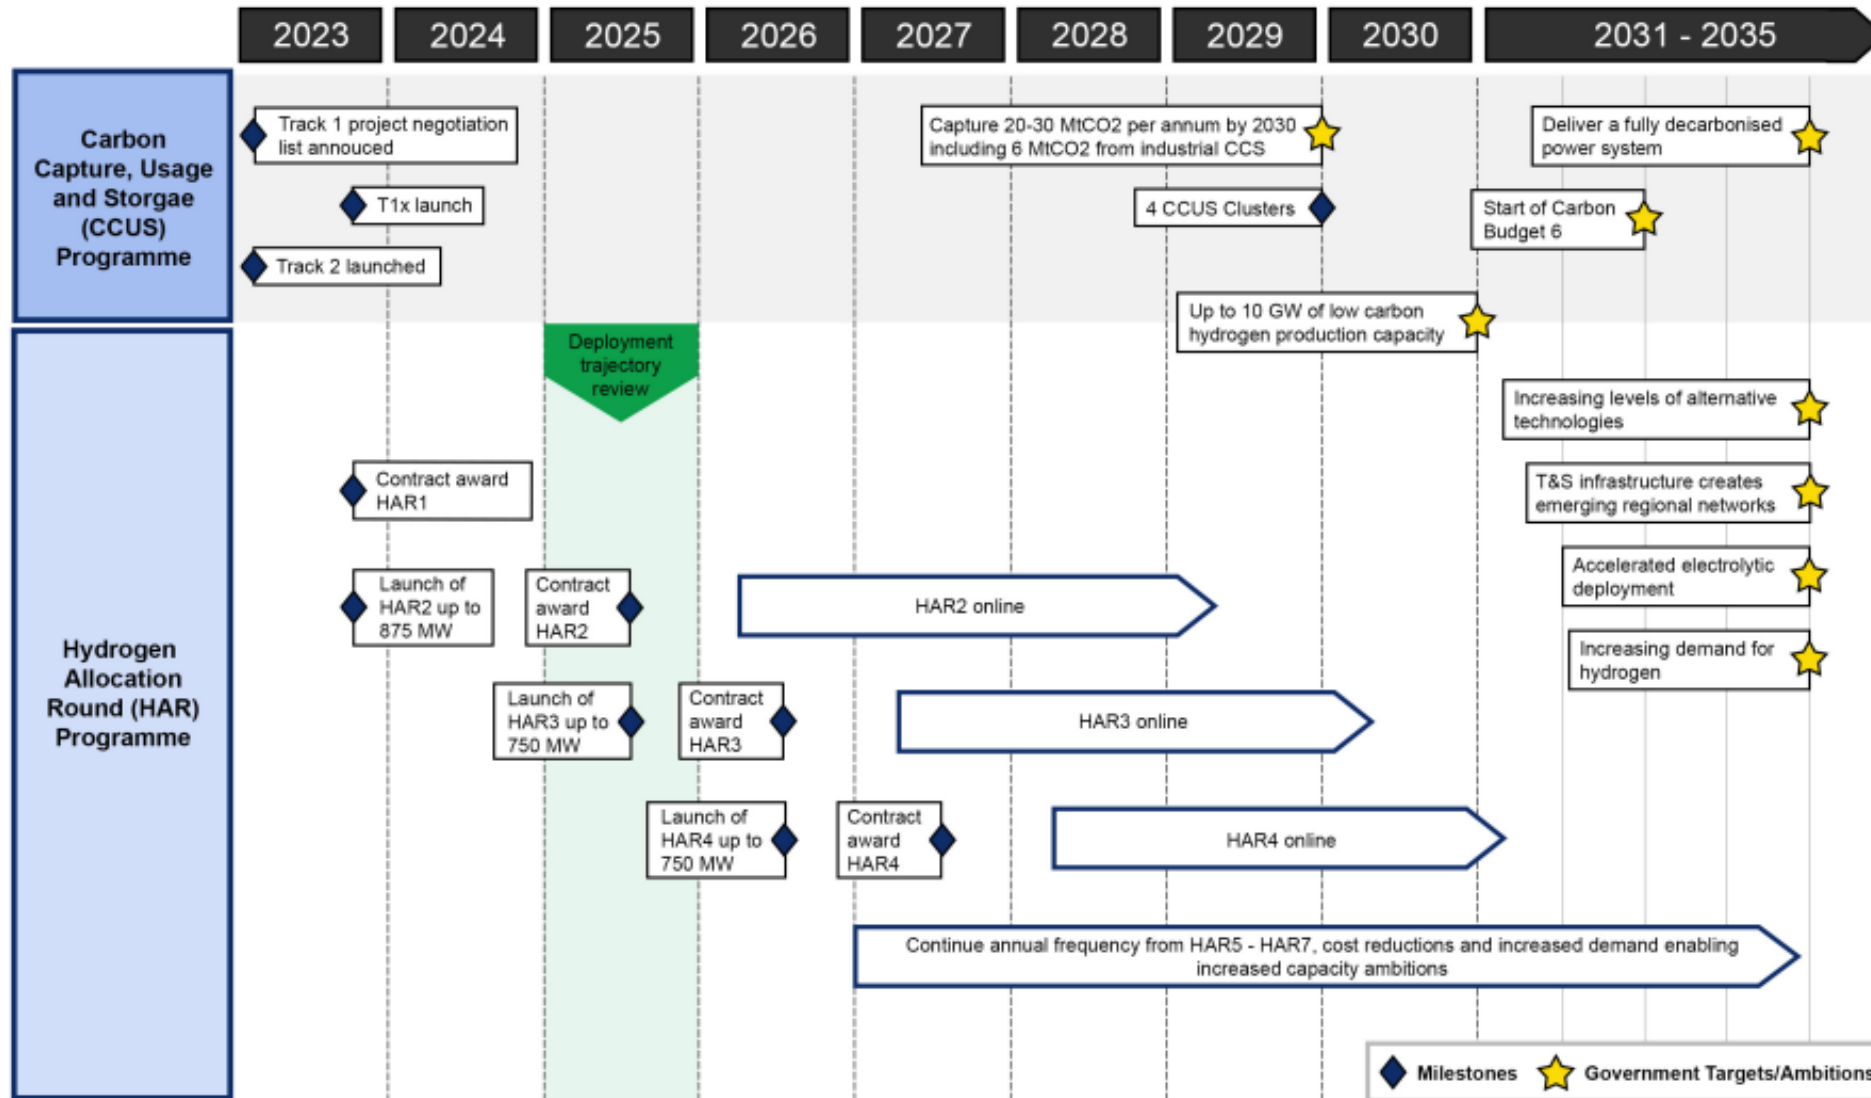 2023
2024
2025
2026
2027
2028
2029
2030
2031 - 2035
Carbon
Capture, Usage
and Storgae
(CCUS)
Programme
Track 1 project negotiation
list annouced
T1x launch
Track 2 launched
Capture 20-30 MtCO2 per annum by 2030
including 6 MtCO2 from industrial CCS
4 CCUS Clusters
Deliver a fully decarbonised
power system
Start of Carbon
Budget 6
Up to 10 GW of low carbon
hydrogen production capacity
Hydrogen
Allocation
Round (HAR)
Programme
Deployment
trajectory
review
Increasing levels of alternative
technologies
Contract award
HAR1
T&S infrastructure creates
emerging regional networks
Launch of
HAR2 up to
875 MW
Contract
award
HAR2
HAR2 online
Accelerated electrolytic
deployment
Increasing demand for
hydrogen
Launch of
HAR3 up to
750 MW
Contract
award
HAR3
HAR3 online
Launch of
HAR4 up to
750 MW
Contract
award
HAR4
HAR4 online
Continue annual frequency from HAR5 - HAR7, cost reductions and increased demand enabling
increased capacity ambitions
Milestones
Government Targets/Ambitions